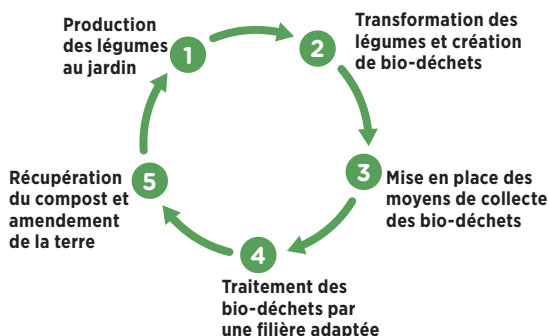 1
Production
des légumes
au jardin
2
Transformation des
légumes et création
de bio-déchets
3
Mise en place des
moyens de collecte
des bio-déchets
4
Traitement des
bio-déchets par
une filière adaptée
5
Récupération
du compost et
amendement
de la terre